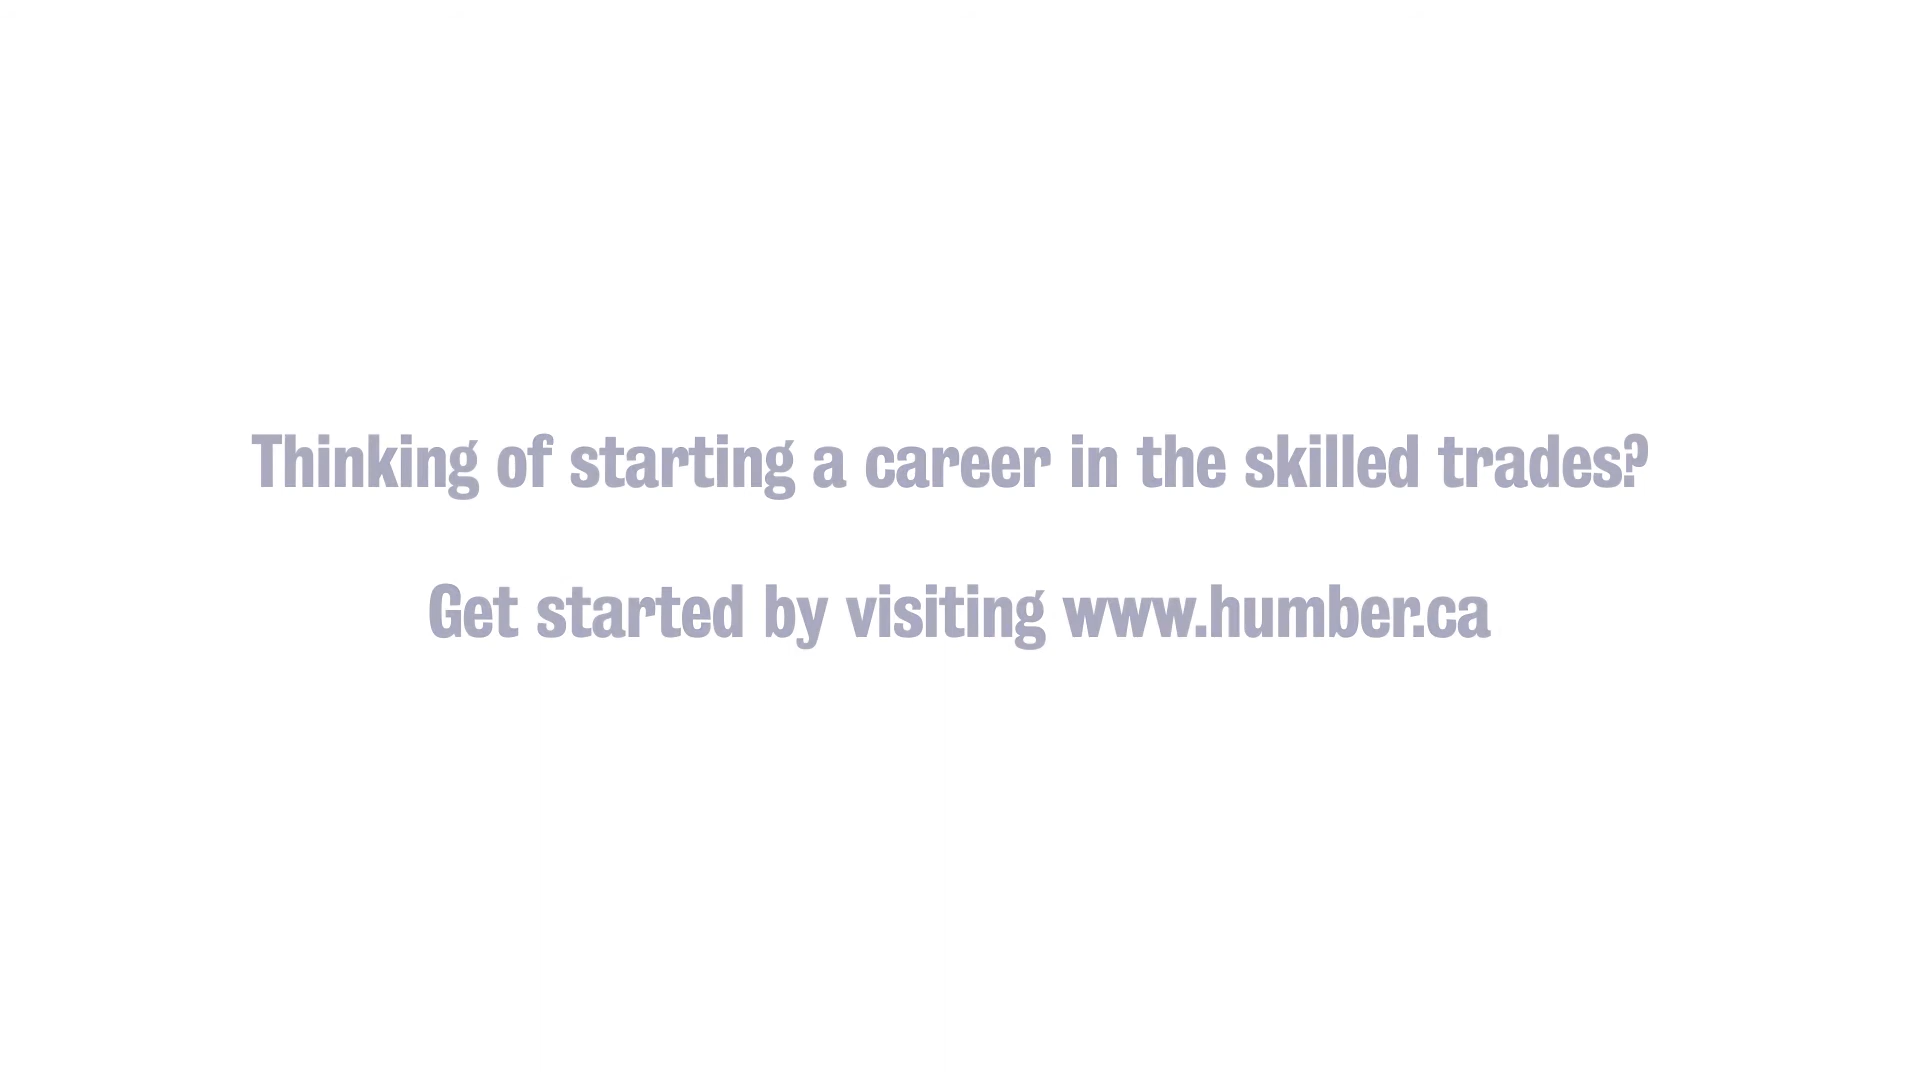 Thinking of starting a career in the skilled trades?
Get started by visiting www.humber.ca